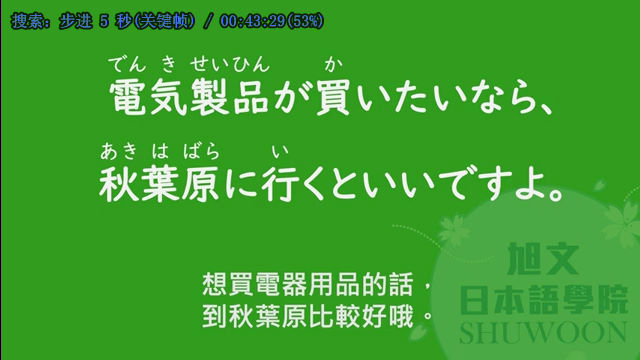 搜索: 步进 5 秒(关键帧) / 00:43:29(53%)
でん き せいひん か
電気製品が買いたいなら、
あき は ばら い
秋葉原に行くといいですよ。
想買電器用品的話，
到秋葉原比較好哦。
旭文
日本語學院
SHUWOON